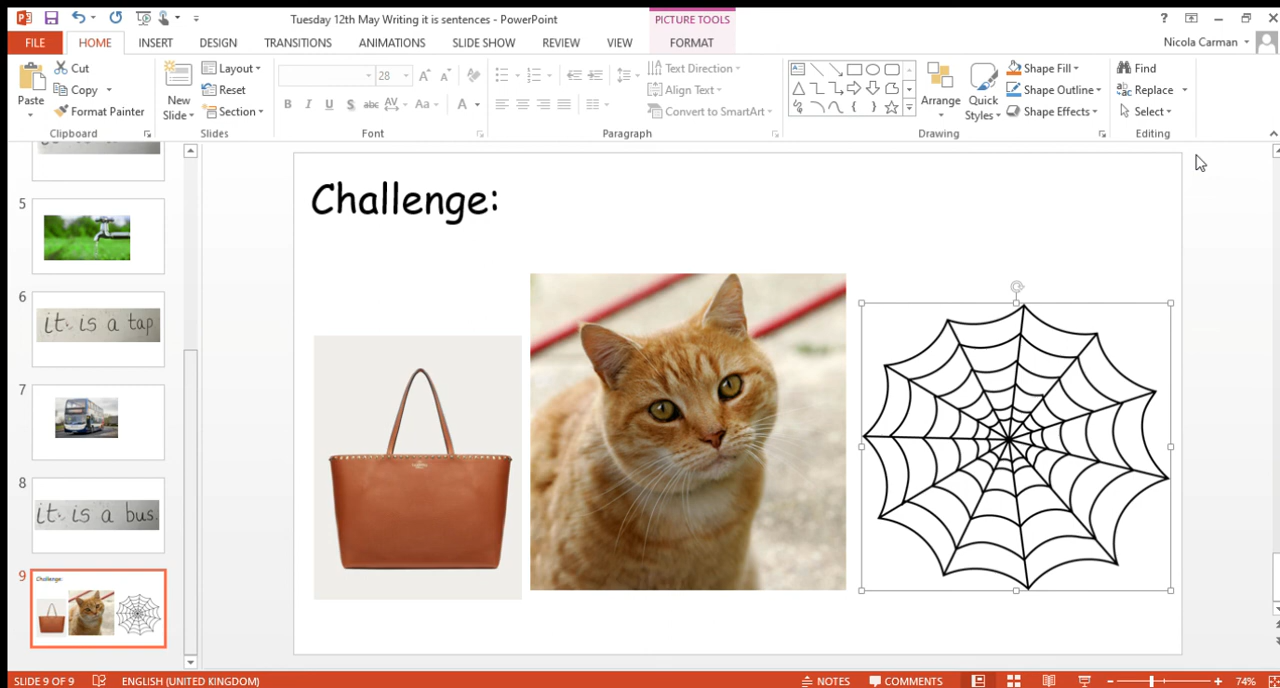 Tuesday 12th May Writing it is sentences - PowerPoint
PICTURE TOOLS
?
FILE HOME INSERT DESIGN TRANSITIONS ANIMATIONS SLIDE SHOW REVIEW VIEW FORMAT
Nicola Carman
Paste
Cut
Copy
Format Painter
Clipboard
New
Slide
Layout
Reset
Section
Slides
28
B I U S abc AV Aa A
Font
Text Direction
Align Text
Convert to SmartArt
Paragraph
Arrange
Quick
Styles
Shape Fill
Shape Outline
Shape Effects
Drawing
Find
Replace
Select
Editing
5
6
it is a tap
7
8
it is a bus.
9
Challenge:
Challenge:
SLIDE 9 OF 9
ENGLISH (UNITED KINGDOM)
NOTES
COMMENTS
74%